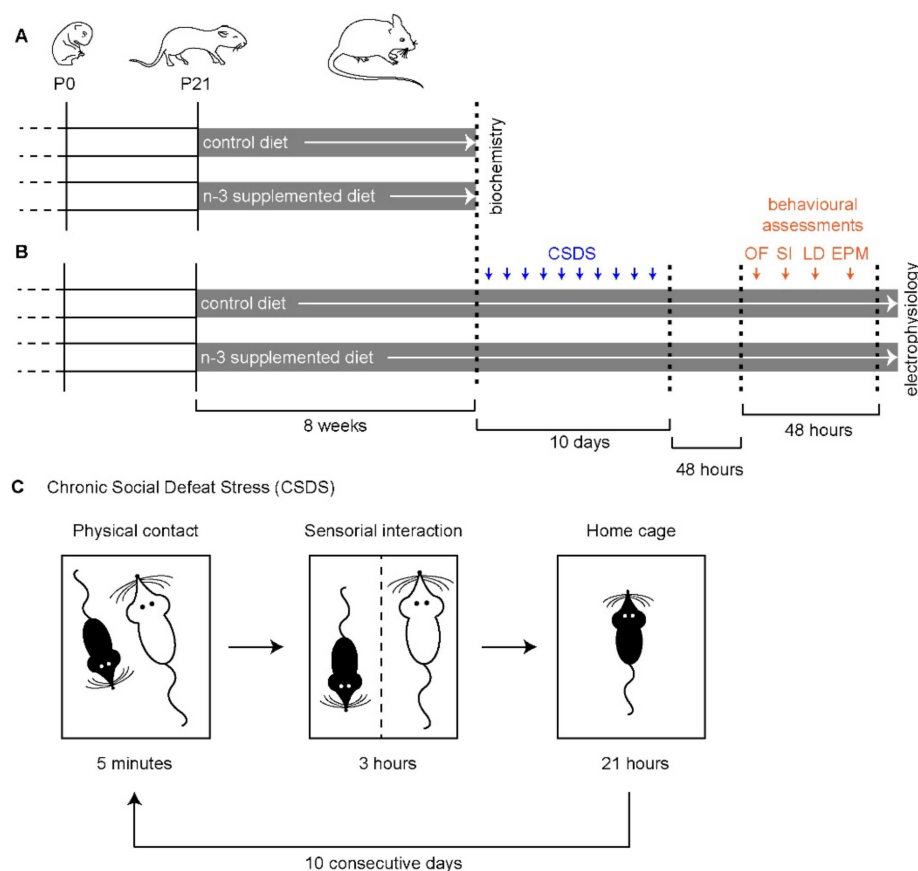 A
P0 P21
control diet
n-3 supplemented diet
biochemistry
behavioural
assessments
B
CSDS
OF SI LD EPM
control diet
n-3 supplemented diet
electrophysiology
8 weeks
10 days
48 hours
48 hours
C Chronic Social Defeat Stress (CSDS)
Physical contact Sensorial interaction Home cage
5 minutes 3 hours 21 hours
10 consecutive days